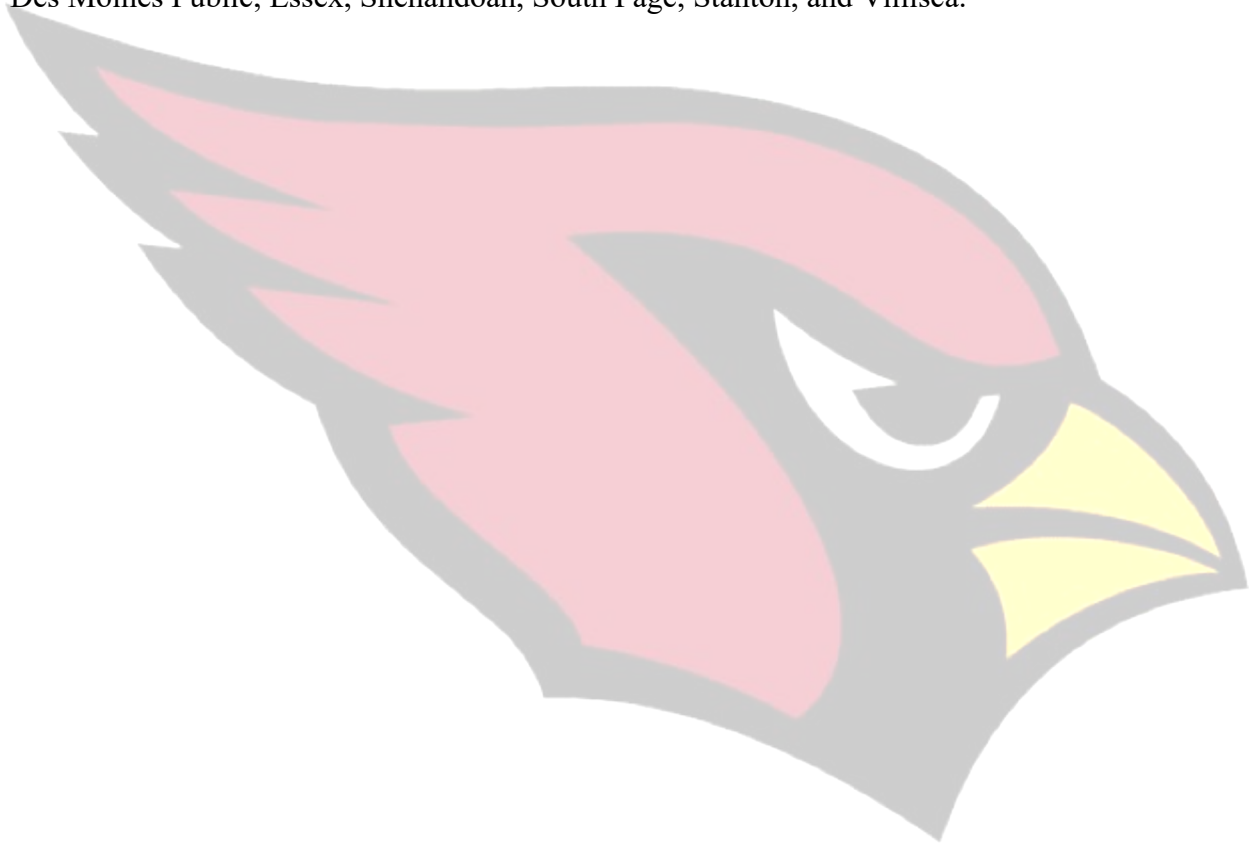 Des Moines Public, Essex, Shenandoah, South Page, Stanton, and Villisca.